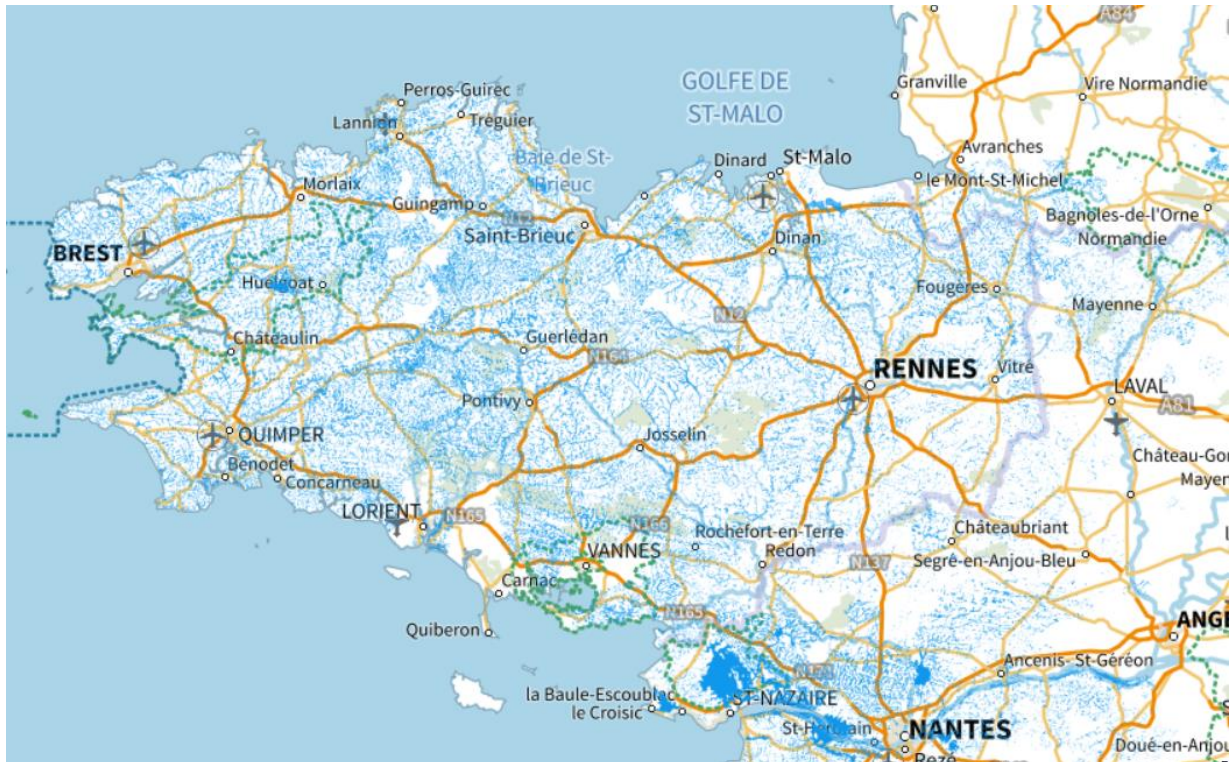 A84
GOLFE DE
ST-MALO
Granville
Vire Normandie
Perros-Guirec
Tréguier
Lannion
Baie de St-
Brieuc
Dinard
St-Malo
Avranches
le Mont-St-Michel
Morlaix
Guingamp
N12
Saint-Brieuc
Bagnoles-de-l'Orne
Normandie
Dinan
BREST
Huelgoat
Fougères
Mayenne
N12
Châteaulin
Guerlédan
N164
RENNES
Vitré
LAVAL
A81
Pontivy
QUIMPER
Josselin
Bénodet
Concarneau
Château-Gon
Mayen
LORIENT
N165
N166
Rochefort-en-Terre
Redon
Châteaubriant
VANNES
N137
Segré-en-Anjou-Bleu
Carnac
Quiberon
N165
ANGE
Ancenis- St-Géréon
N171
la Baule-Escoublac
le Croisic
ST-NAZAIRE
St-Herblain
NANTES
Rezé
Doué-en-Anjou